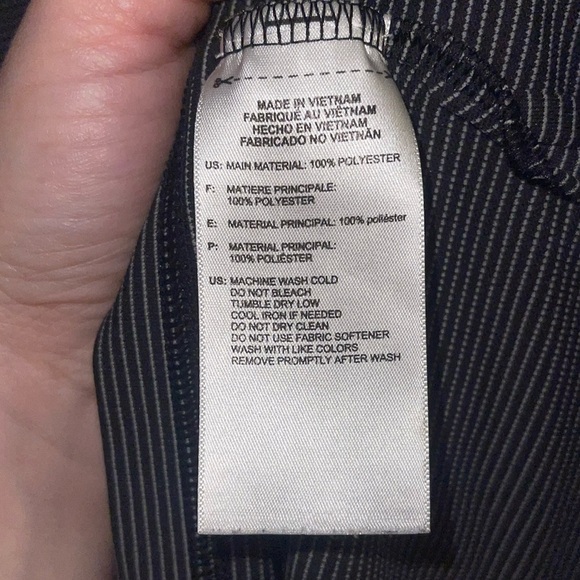 MADE IN VIETNAM
FABRIQUÉ AU VIÊTNAM
HECHO EN VIETNAM
FABRICADO NO VIETNÃN
US: MAIN MATERIAL: 100% POLYESTER
F: MATIERE PRINCIPALE:
100% POLYESTER
E: MATERIAL PRINCIPAL: 100% poliéster
P: MATERIAL PRINCIPAL:
100% POLIÉSTER
US: MACHINE WASH COLD
DO NOT BLEACH
TUMBLE DRY LOW
COOL IRON IF NEEDED
DO NOT DRY CLEAN
DO NOT USE FABRIC SOFTENER
WASH WITH LIKE COLORS
REMOVE PROMPTLY AFTER WASH